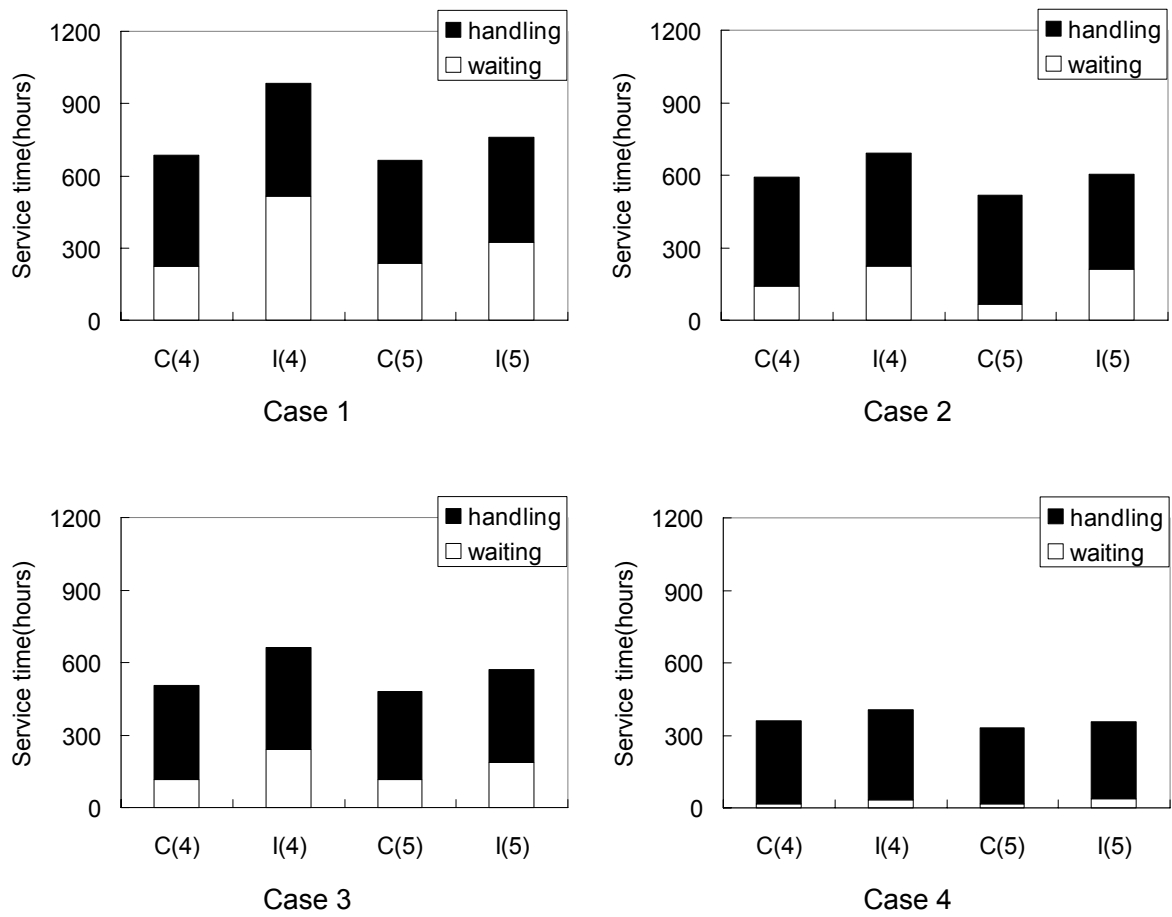 1200
900
600
300
0
Service time(hours)
handling
waiting
C(4) I(4) C(5) I(5)
Case 1
1200
900
600
300
0
Service time(hours)
handling
waiting
C(4) I(4) C(5) I(5)
Case 2
1200
900
600
300
0
Service time(hours)
handling
waiting
C(4) I(4) C(5) I(5)
Case 3
1200
900
600
300
0
Service time(hours)
handling
waiting
C(4) I(4) C(5) I(5)
Case 4